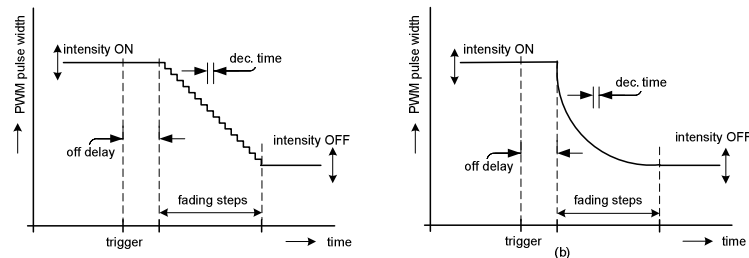 PWM pulse width
intensity ON
dec. time
off delay
intensity OFF
fading steps
trigger
time
PWM pulse width
intensity ON
dec. time
off delay
intensity OFF
fading steps
trigger
time
(b)